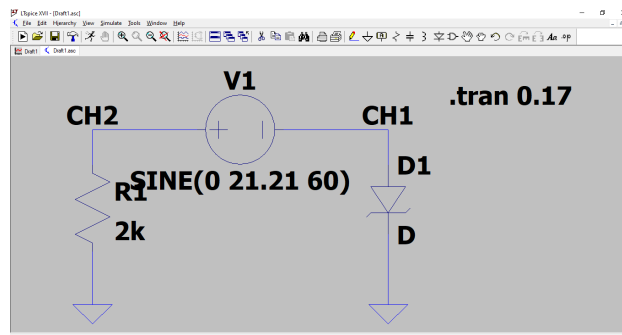 LTspice XVII - [Draft1.asc]
File Edit Hierarchy View Simulate Tools Window Help
Aa .op
Draft1 Draft1.asc
V1
.tran 0.17
CH2
CH1
D1
SINE(0 21.21 60)
R1
2k
D